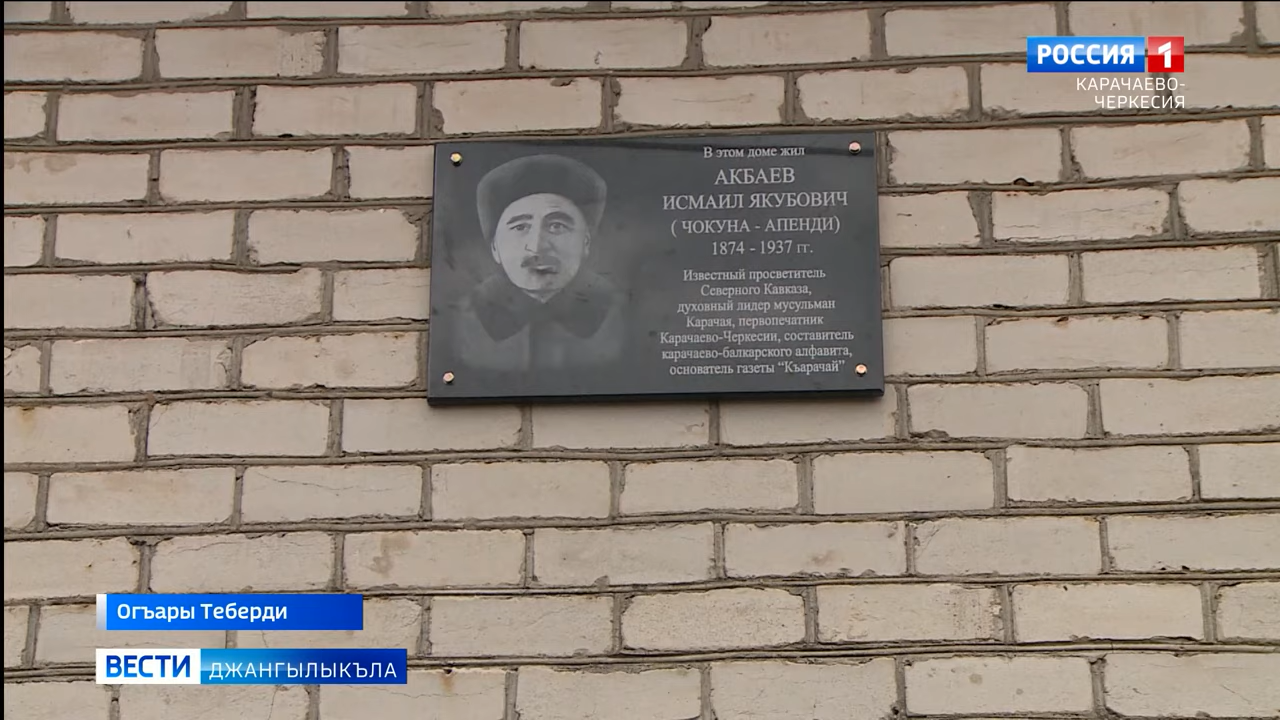 РОССИЯ 1
КАРАЧАЕВО-
ЧЕРКЕСИЯ
В этом доме жил
АКБАЕВ
ИСМАИЛ ЯКУБОВИЧ
( ЧОКУНА - АПЕНДИ)
1874 - 1937 гг.
Известный просветитель
Северного Кавказа,
духовный лидер мусульман
Карачая, первопечатник
Карачаево-Черкесии, составитель
карачаево-балкарского алфавита,
основатель газеты “Къарачай”
Огъары Теберди
ВЕСТИ ДЖАНГЫЛЫКЪЛА